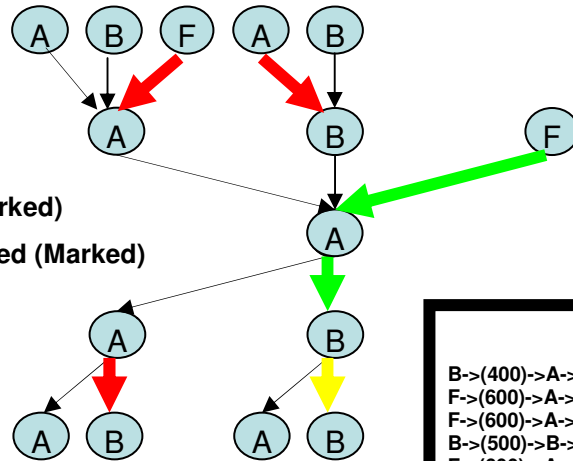 A B F A B
A B F
rked)
A
ed (Marked)
A B
B->(400)->A->
F->(600)->A->
F->(600)->A->
B->(500)->B->
A B A B